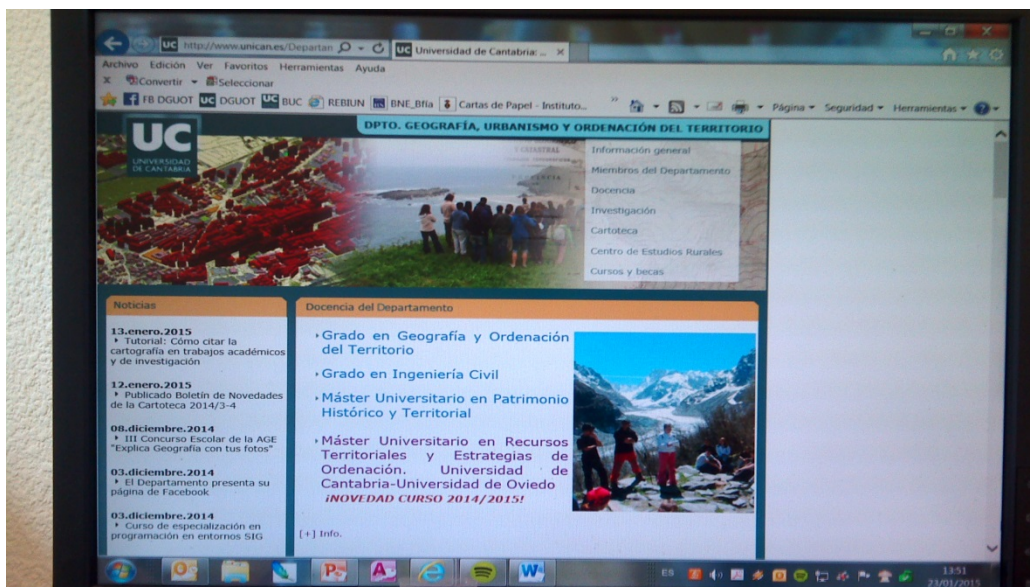 http://www.unican.es/Departan
UC Universidad de Cantabria: ...
Archivo Edición Ver Favoritos Herramientas Ayuda
x Convertir Seleccionar
FB DGUOT UC DGUOT UC BUC REBIUN BNE_Bfia Cartas de Papel - Instituto...
Página Seguridad Herramientas
DPTO. GEOGRAFÍA, URBANISMO Y ORDENACIÓN DEL TERRITORIO
UC
UNIVERSIDAD
DE CANTABRIA
Información general
Miembros del Departamento
Docencia
Investigación
Cartoteca
Centro de Estudios Rurales
Cursos y becas
Noticias
13.enero.2015
Tutorial: Cómo citar la
cartografía en trabajos académicos
y de investigación
12.enero.2015
Publicado Boletín de Novedades
de la Cartoteca 2014/3-4
08.diciembre.2014
III Concurso Escolar de la AGE
"Explica Geografía con tus fotos"
03.diciembre.2014
El Departamento presenta su
página de Facebook
03.diciembre.2014
Curso de especialización en
programación en entornos SIG
Docencia del Departamento
Grado en Geografía y Ordenación
del Territorio
Grado en Ingeniería Civil
Máster Universitario en Patrimonio
Histórico y Territorial
Máster Universitario en Recursos
Territoriales y Estrategias de
Ordenación. Universidad de
Cantabria-Universidad de Oviedo
¡NOVEDAD CURSO 2014/2015!
[+] Info.
ES
13:51
23/01/2015